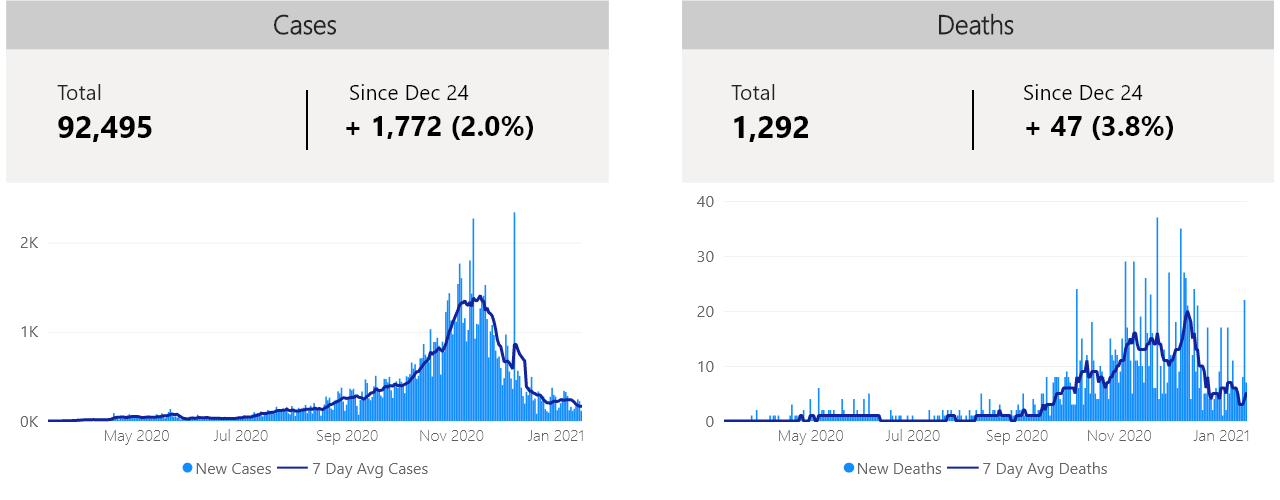 Cases
Total
Since Dec 24
92,495
+ 1,772 (2.0%)
2K
1K
0K
May 2020
Jul 2020
Sep 2020
Nov 2020
Jan 2021
New Cases
7 Day Avg Cases
Deaths
Total
Since Dec 24
1,292
+ 47 (3.8%)
40
30
20
10
0
May 2020
Jul 2020
Sep 2020
Nov 2020
Jan 2021
New Deaths
7 Day Avg Deaths